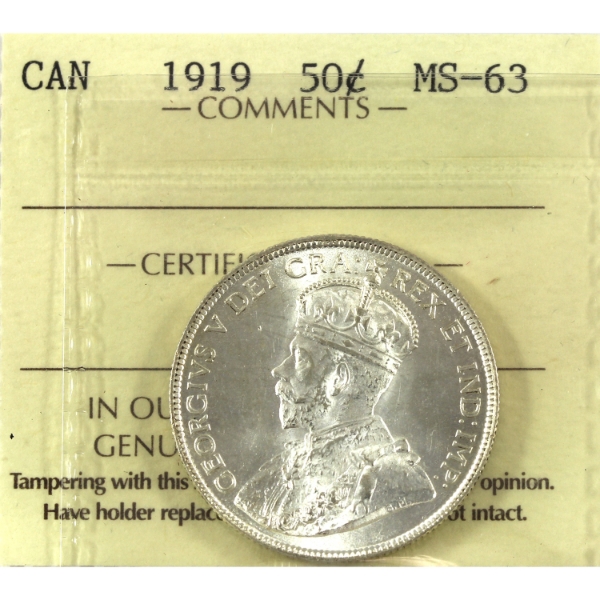 CAN 1919 50¢ MS-63
— COMMENTS —
— CERTIFI —
GEORGIVS V DEI GRA: REX ET IND: IMP:
IN OU
GENU
Tampering with this opinion.
Have holder replac ot intact.